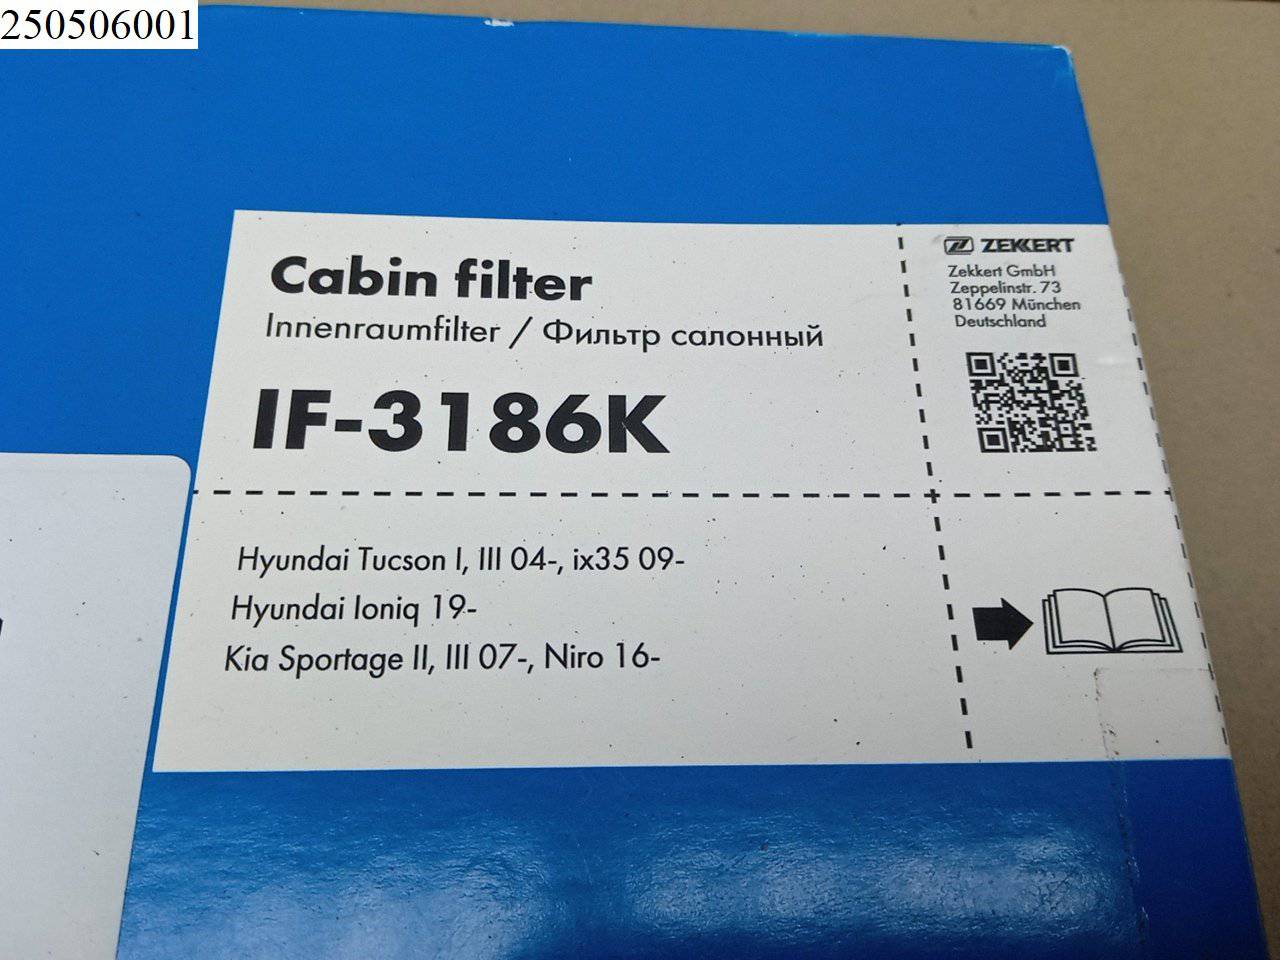 250506001
Cabin filter
Innenraumfilter / Фильтр салонный
IF-3186K
ZEKKERT
Zekkert GmbH
Zeppelinstr. 73
81669 München
Deutschland
Hyundai Tucson I, III 04-, ix35 09-
Hyundai Ioniq 19-
Kia Sportage II, III 07-, Niro 16-